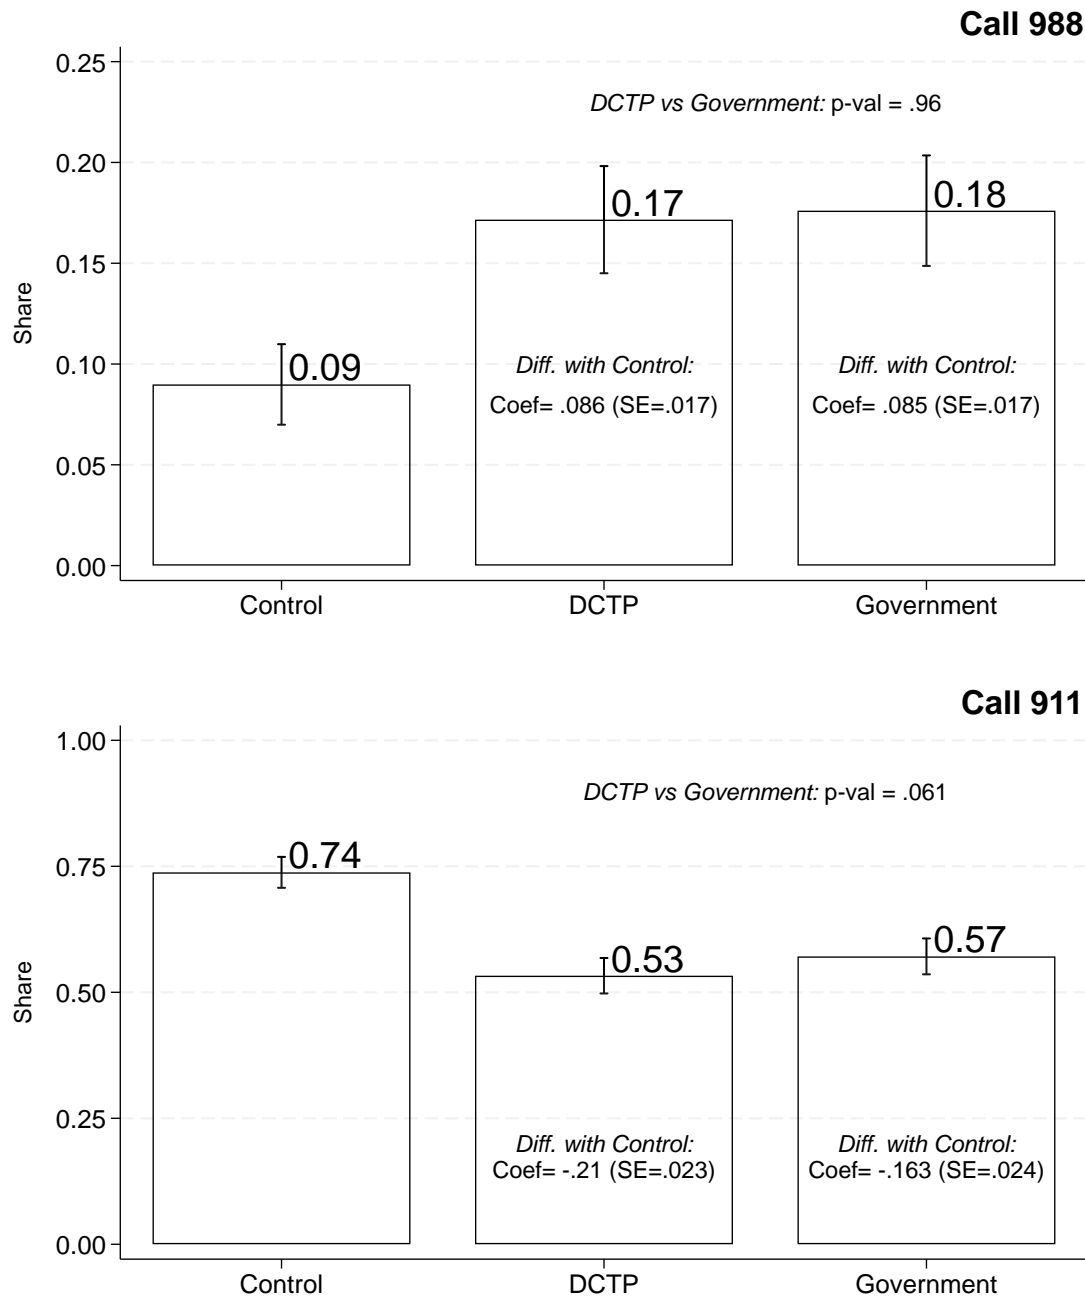 Call 988
0.25
DCTP vs Government: p-val = .96
0.20
0.17
0.18
0.15
Share
0.10
0.09
Diff. with Control:
Diff. with Control:
Coef= .086 (SE=.017)
Coef= .085 (SE=.017)
0.05
0.00
Control
DCTP
Government
Call 911
1.00
DCTP vs Government: p-val = .061
0.74
0.75
0.53
0.57
Share
0.50
0.25
Diff. with Control:
Diff. with Control:
Coef= -.21 (SE=.023)
Coef= -.163 (SE=.024)
0.00
Control
DCTP
Government